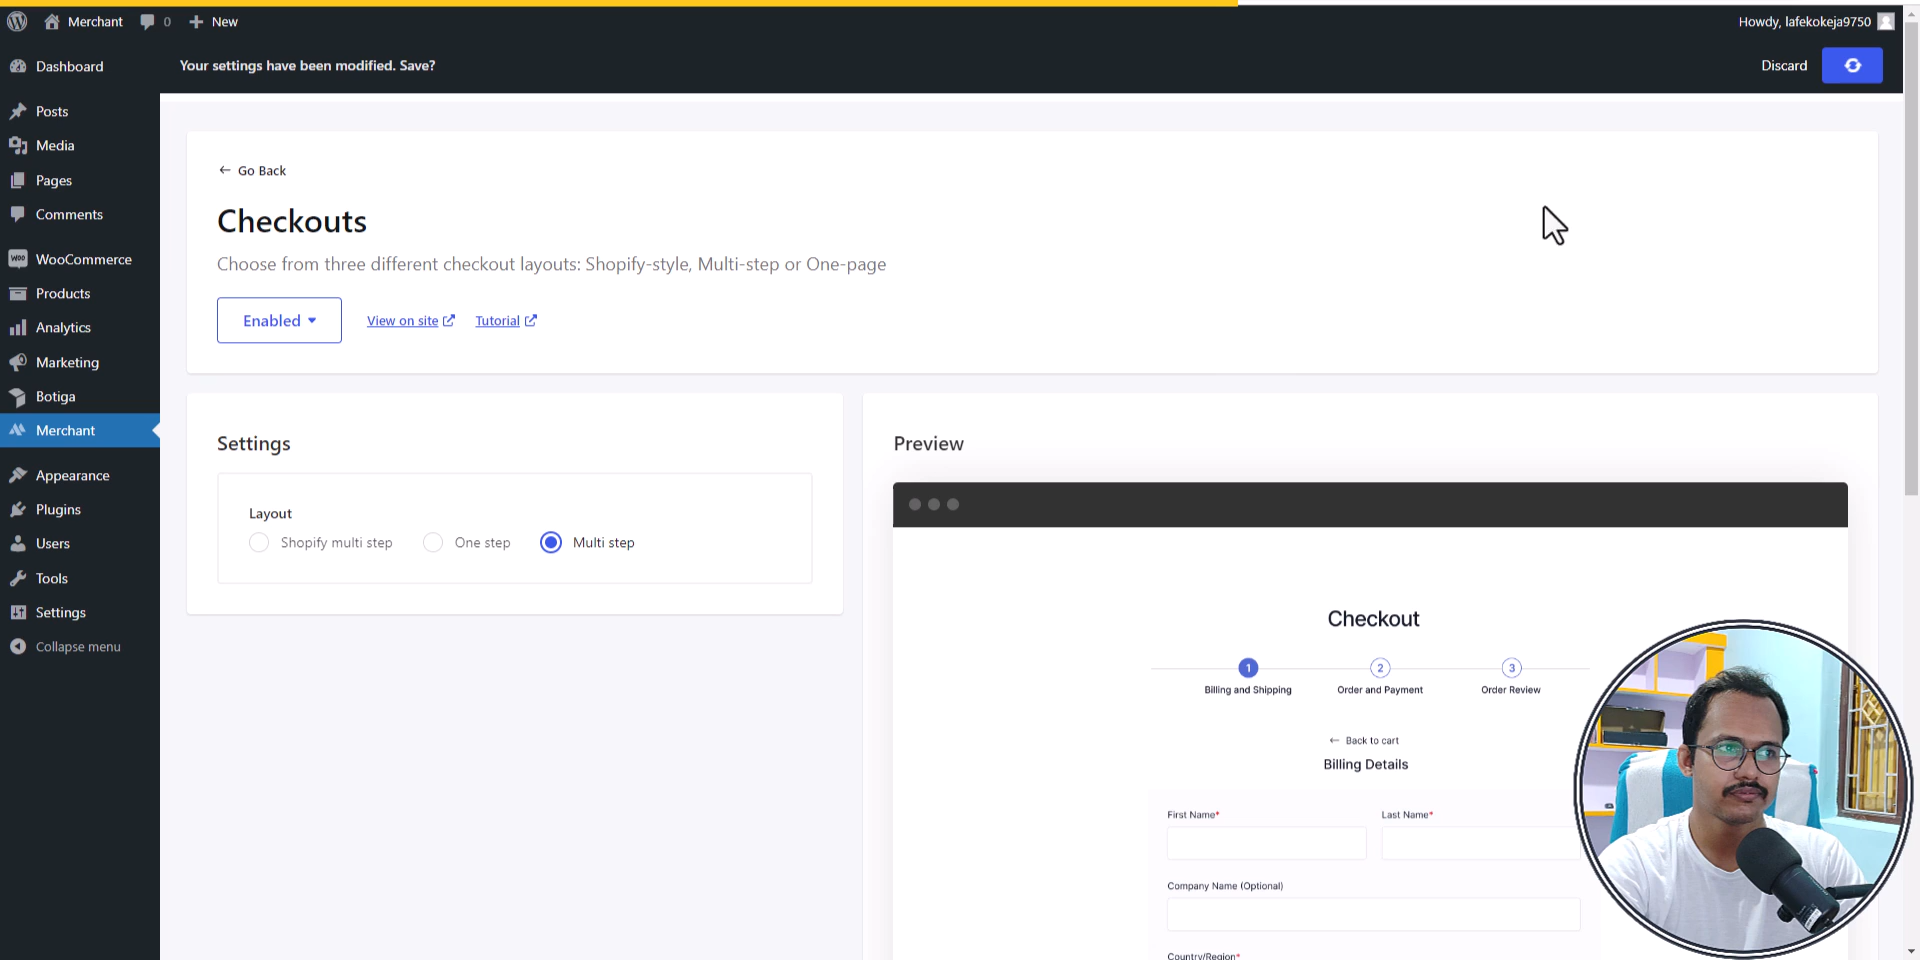 Merchant 0 New
Howdy, lafekokeja9750
Your settings have been modified. Save?
Discard
Dashboard
Posts
Media
Pages
Comments
WooCommerce
Products
Analytics
Marketing
Botiga
Merchant
Appearance
Plugins
Users
Tools
Settings
Collapse menu
← Go Back
Checkouts
Choose from three different checkout layouts: Shopify-style, Multi-step or One-page
Enabled
View on site
Tutorial
Settings
Layout
Shopify multi step
One step
Multi step
Preview
Checkout
1 2 3
Billing and Shipping Order and Payment Order Review
← Back to cart
Billing Details
First Name* Last Name*
Company Name (Optional)
Country/Region*